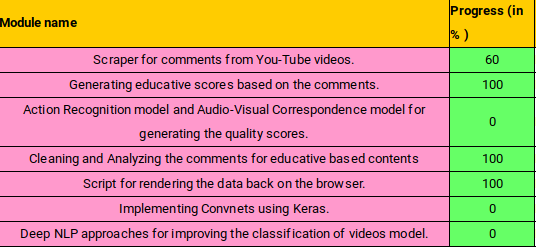 Module name
Progress (in
% )
Scraper for comments from You-Tube videos.
60
Generating educative scores based on the comments.
100
Action Recognition model and Audio-Visual Correspondence model for
generating the quality scores.
0
Cleaning and Analyzing the comments for educative based contents
100
Script for rendering the data back on the browser.
100
Implementing Convnets using Keras.
0
Deep NLP approaches for improving the classification of videos model.
0